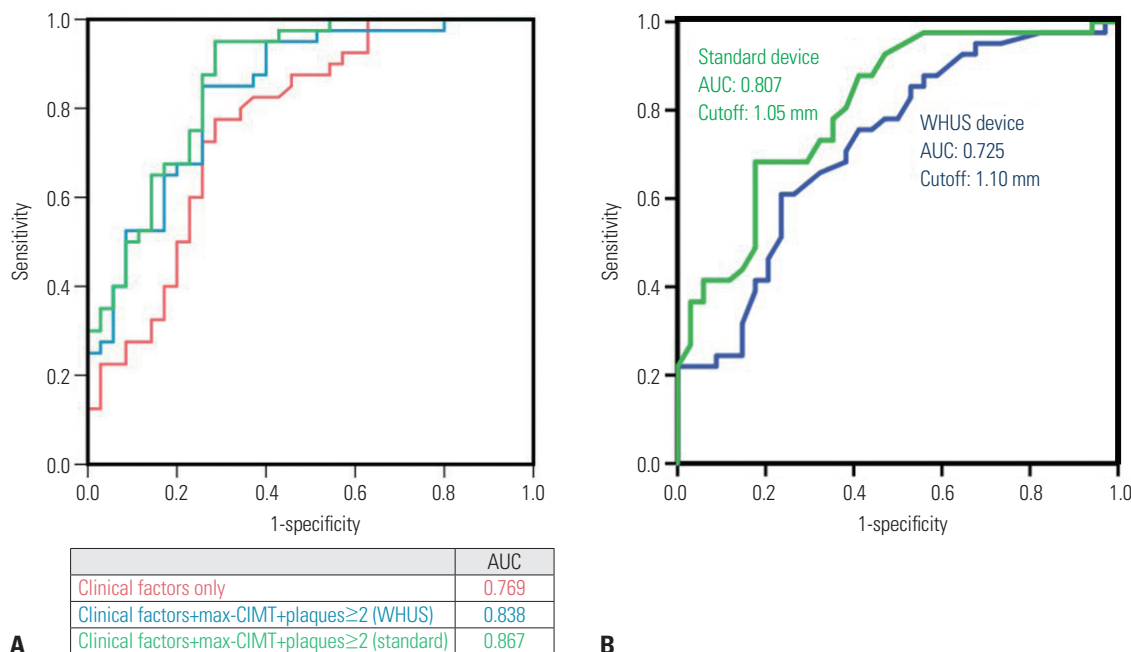 1.0
0.8
0.6
0.4
0.2
0.0
Sensitivity
0.0 0.2 0.4 0.6 0.8 1.0
1-specificity
AUC
Clinical factors only 0.769
Clinical factors+max-CIMT+plaques≥2 (WHUS) 0.838
Clinical factors+max-CIMT+plaques≥2 (standard) 0.867
A
1.0
0.8
0.6
0.4
0.2
0.0
Sensitivity
Standard device
AUC: 0.807
Cutoff: 1.05 mm
WHUS device
AUC: 0.725
Cutoff: 1.10 mm
0.0 0.2 0.4 0.6 0.8 1.0
1-specificity
B